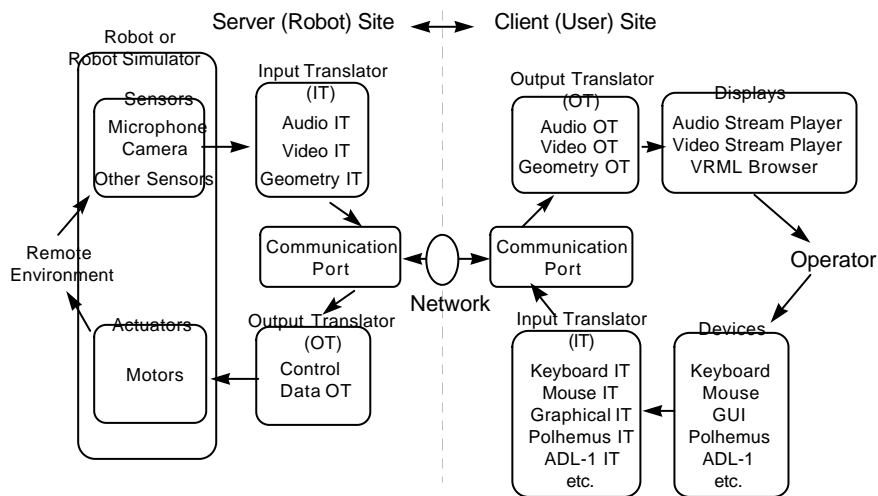 Server (Robot) Site
Client (User) Site
Robot or
Robot Simulator
Sensors
Microphone
Camera
Other Sensors
Input Translator
(IT)
Audio IT
Video IT
Geometry IT
Output Translator
(OT)
Audio OT
Video OT
Geometry OT
Displays
Audio Stream Player
Video Stream Player
VRML Browser
Remote
Environment
Communication
Port
Network
Communication
Port
Operator
Actuators
Motors
Output Translator
(OT)
Control
Data OT
Input Translator
(IT)
Keyboard IT
Mouse IT
Graphical IT
Polhemus IT
ADL-1 IT
etc.
Devices
Keyboard
Mouse
GUI
Polhemus
ADL-1
etc.